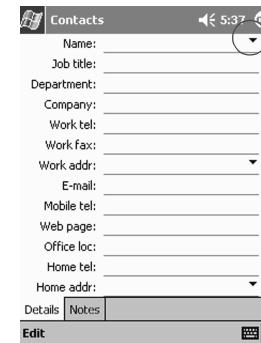 Contacts 5:37
Name:
Job title:
Department:
Company:
Work tel:
Work fax:
Work addr:
E-mail:
Mobile tel:
Web page:
Office loc:
Home tel:
Home addr:
Details Notes
Edit